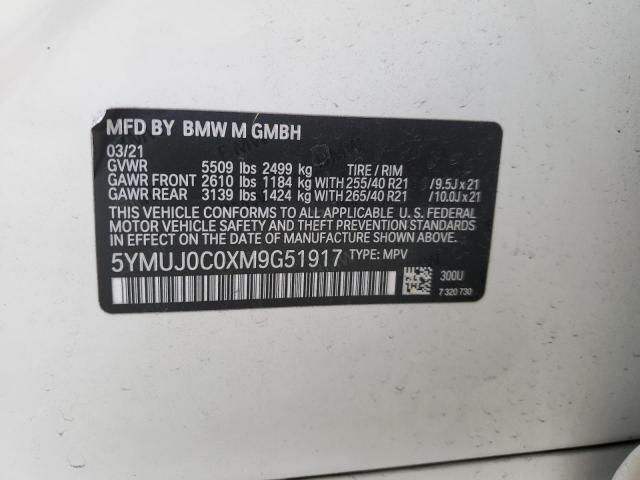 MFD BY BMW M GMBH
03/21
GVWR 5509 lbs 2499 kg TIRE / RIM
GAWR FRONT 2610 lbs 1184 kg WITH 255/40 R21 /9.5J x 21
GAWR REAR 3139 lbs 1424 kg WITH 265/40 R21 /10.0J x 21
THIS VEHICLE CONFORMS TO ALL APPLICABLE U.S. FEDERAL
MOTOR VEHICLE SAFETY AND THEFT PREVENTION STANDARDS
IN EFFECT ON THE DATE OF MANUFACTURE SHOWN ABOVE.
5YMUJ0C0XM9G51917 TYPE: MPV
300U
7 320 730